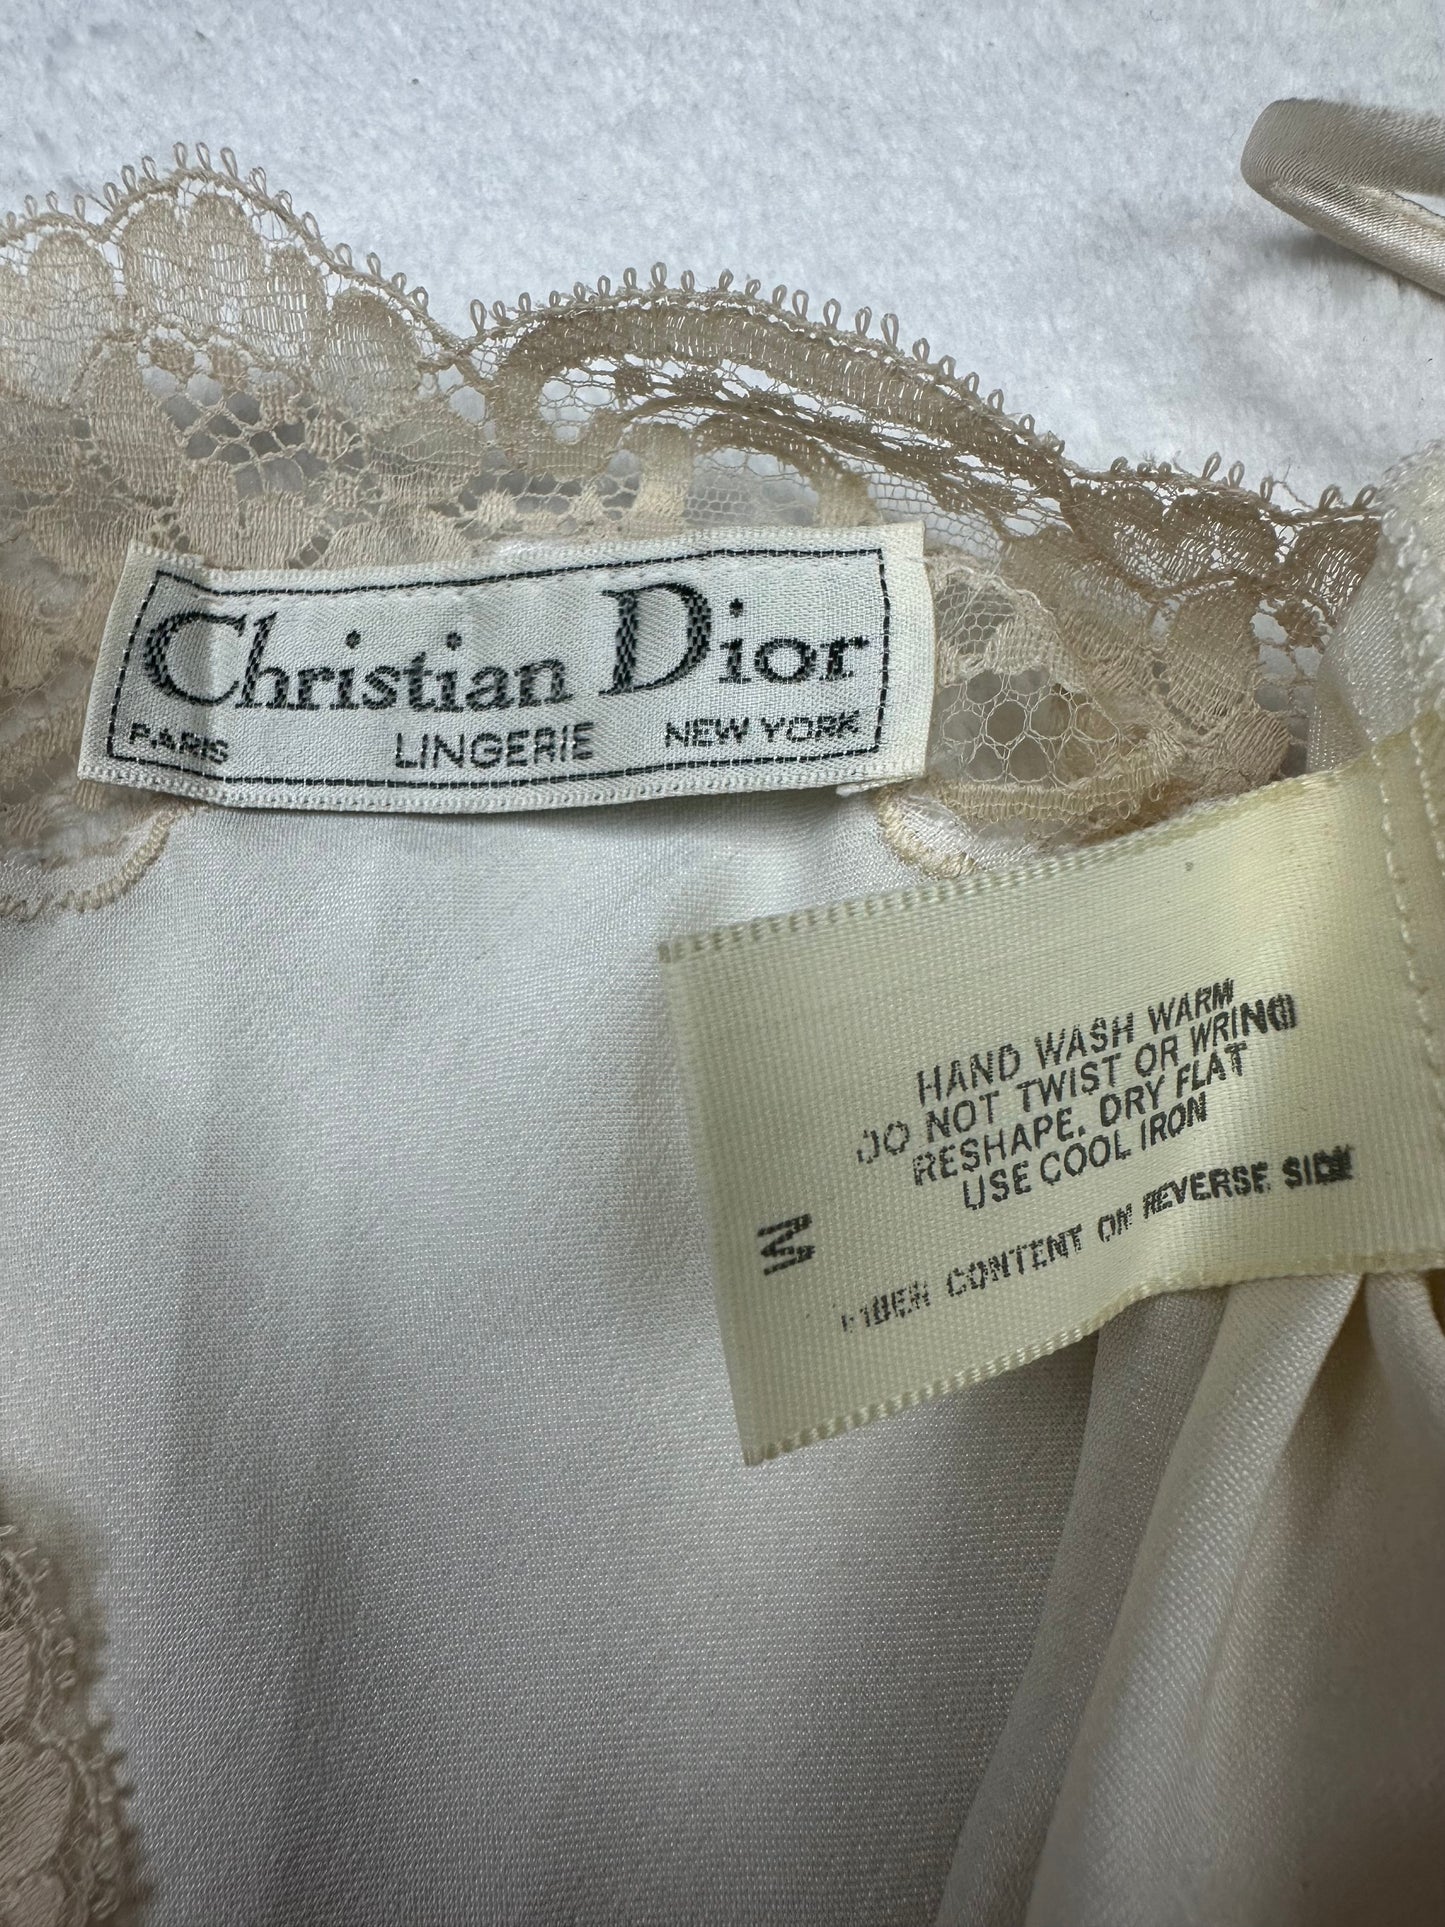 Christian Dior
PARIS LINGERIE NEW YORK
HAND WASH WARM
DO NOT TWIST OR WRING
RESHAPE. DRY FLAT
USE COOL IRON
M
FIBER CONTENT ON REVERSE SIDE